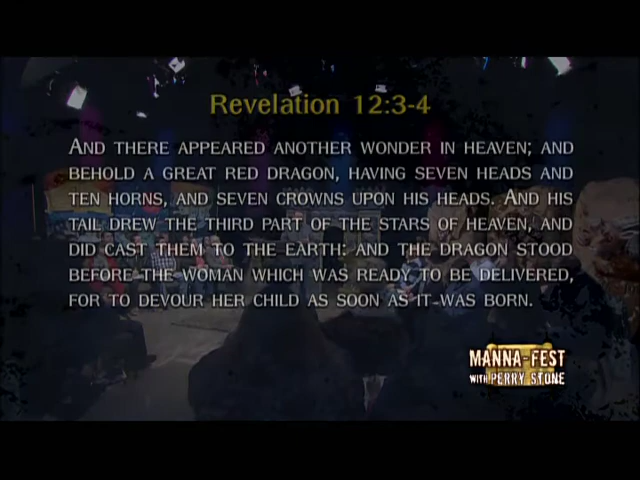 Revelation 12:3-4
AND THERE APPEARED ANOTHER WONDER IN HEAVEN; AND
BEHOLD A GREAT RED DRAGON, HAVING SEVEN HEADS AND
TEN HORNS, AND SEVEN CROWNS UPON HIS HEADS. AND HIS
TAIL DREW THE THIRD PART OF THE STARS OF HEAVEN, AND
DID CAST THEM TO THE EARTH: AND THE DRAGON STOOD
BEFORE THE WOMAN WHICH WAS READY TO BE DELIVERED,
FOR TO DEVOUR HER CHILD AS SOON AS IT WAS BORN.
MANNA-FEST
WITH PERRY STONE